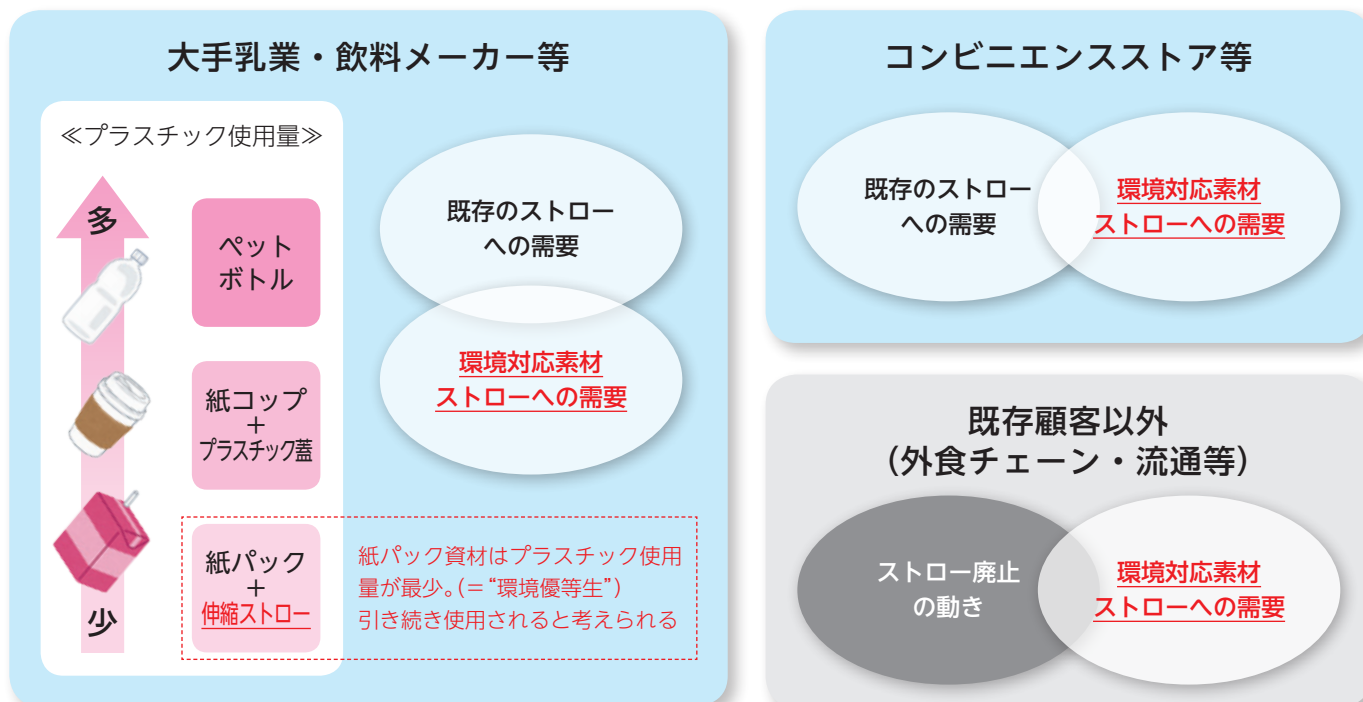 大手乳業・飲料メーカー等
≪プラスチック使用量≫
多
ペット
ボトル
紙コップ
+
プラスチック蓋
紙パック
+
伸縮ストロー
少
既存のストロー
への需要
環境対応素材
ストローへの需要
紙パック資材はプラスチック使用
量が最少。(=“環境優等生”)
引き続き使用されると考えられる
コンビニエンスストア等
既存のストロー
への需要
環境対応素材
ストローへの需要
既存顧客以外
(外食チェーン・流通等)
ストロー廃止
の動き
環境対応素材
ストローへの需要